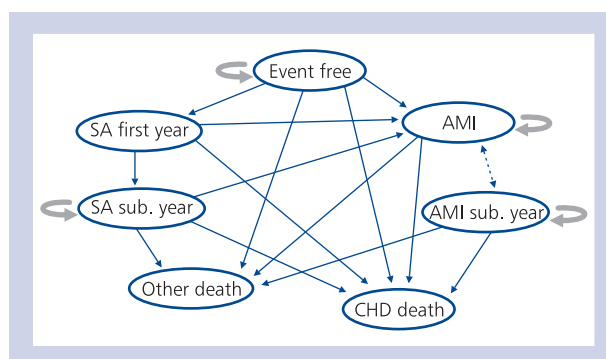 Event free
SA first year
AMI
SA sub. year
AMI sub. year
Other death
CHD death